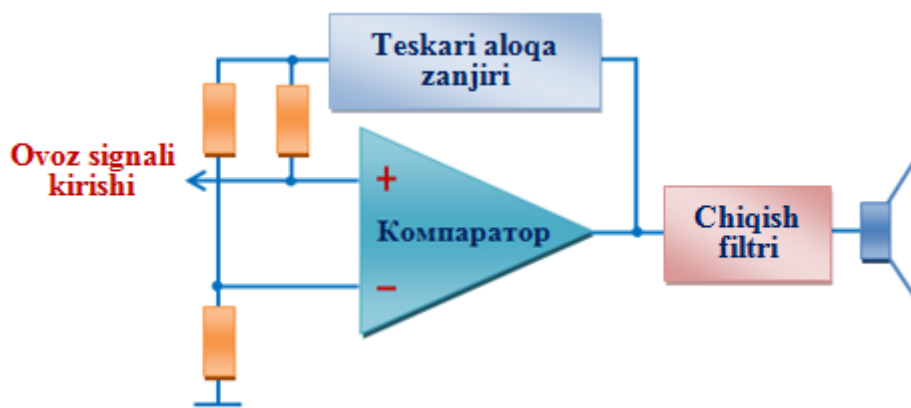 Teskari aloqa
zanjiri
Ovoz signali
kirishi
+
Компаратор
−
Chiqish
filtri